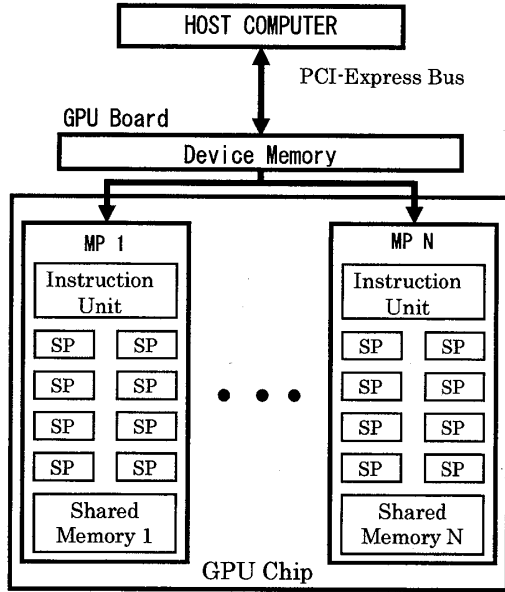 HOST COMPUTER
PCI-Express Bus
GPU Board
Device Memory
MP 1
Instruction
Unit
SP SP
SP SP
SP SP
SP SP
Shared
Memory 1
MP N
Instruction
Unit
SP SP
SP SP
SP SP
SP SP
Shared
Memory N
GPU Chip